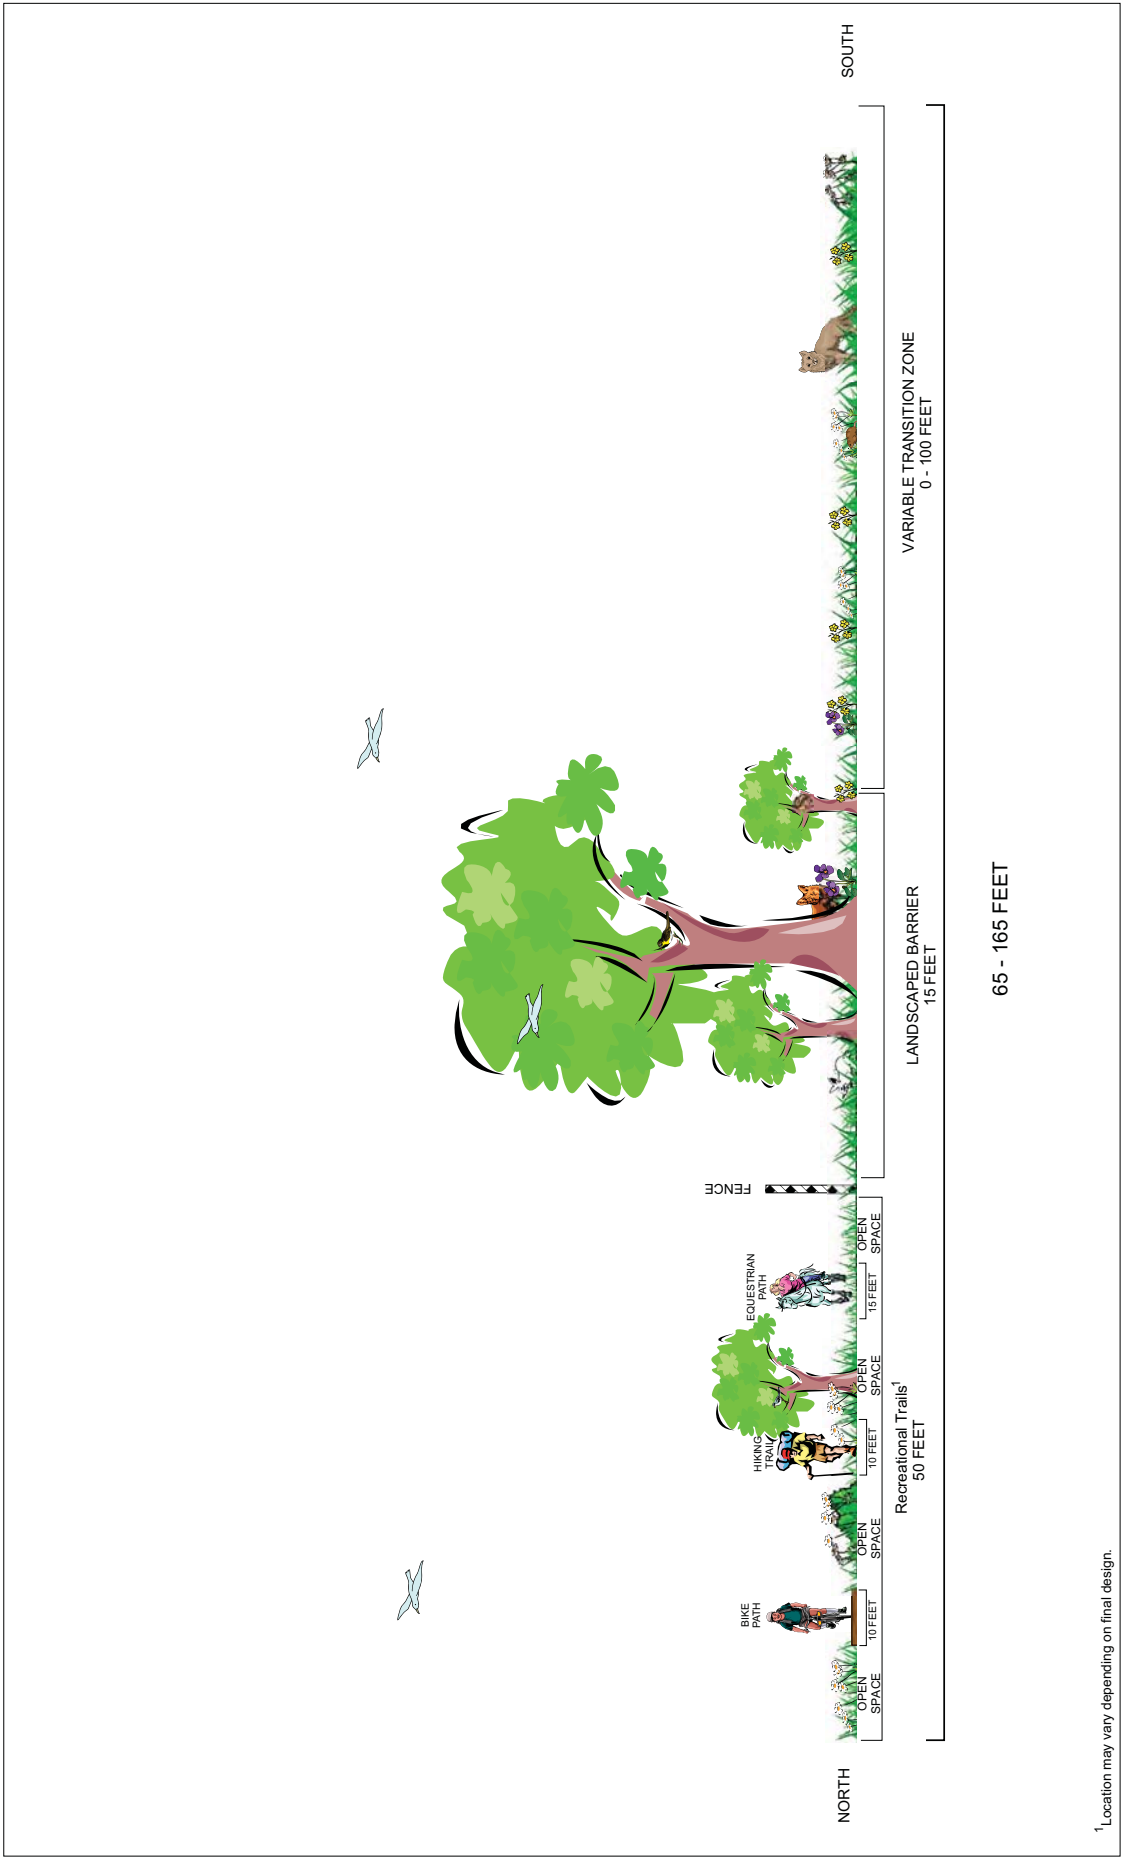 NORTH
SOUTH
FENCE
BIKE
PATH
HIKING
TRAIL
EQUESTRIAN
PATH
OPEN
SPACE
10 FEET
OPEN
SPACE
10 FEET
OPEN
SPACE
15 FEET
OPEN
SPACE
Recreational Trails¹
50 FEET
LANDSCAPED BARRIER
15 FEET
VARIABLE TRANSITION ZONE
0 - 100 FEET
65 - 165 FEET
¹Location may vary depending on final design.